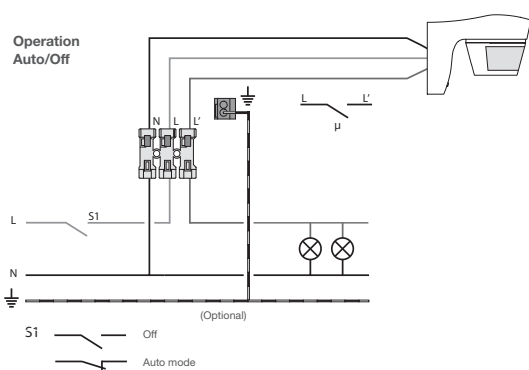 Operation
Auto/Off
N L L'
L L'
µ
L S1
N
(Optional)
S1 Off
Auto mode